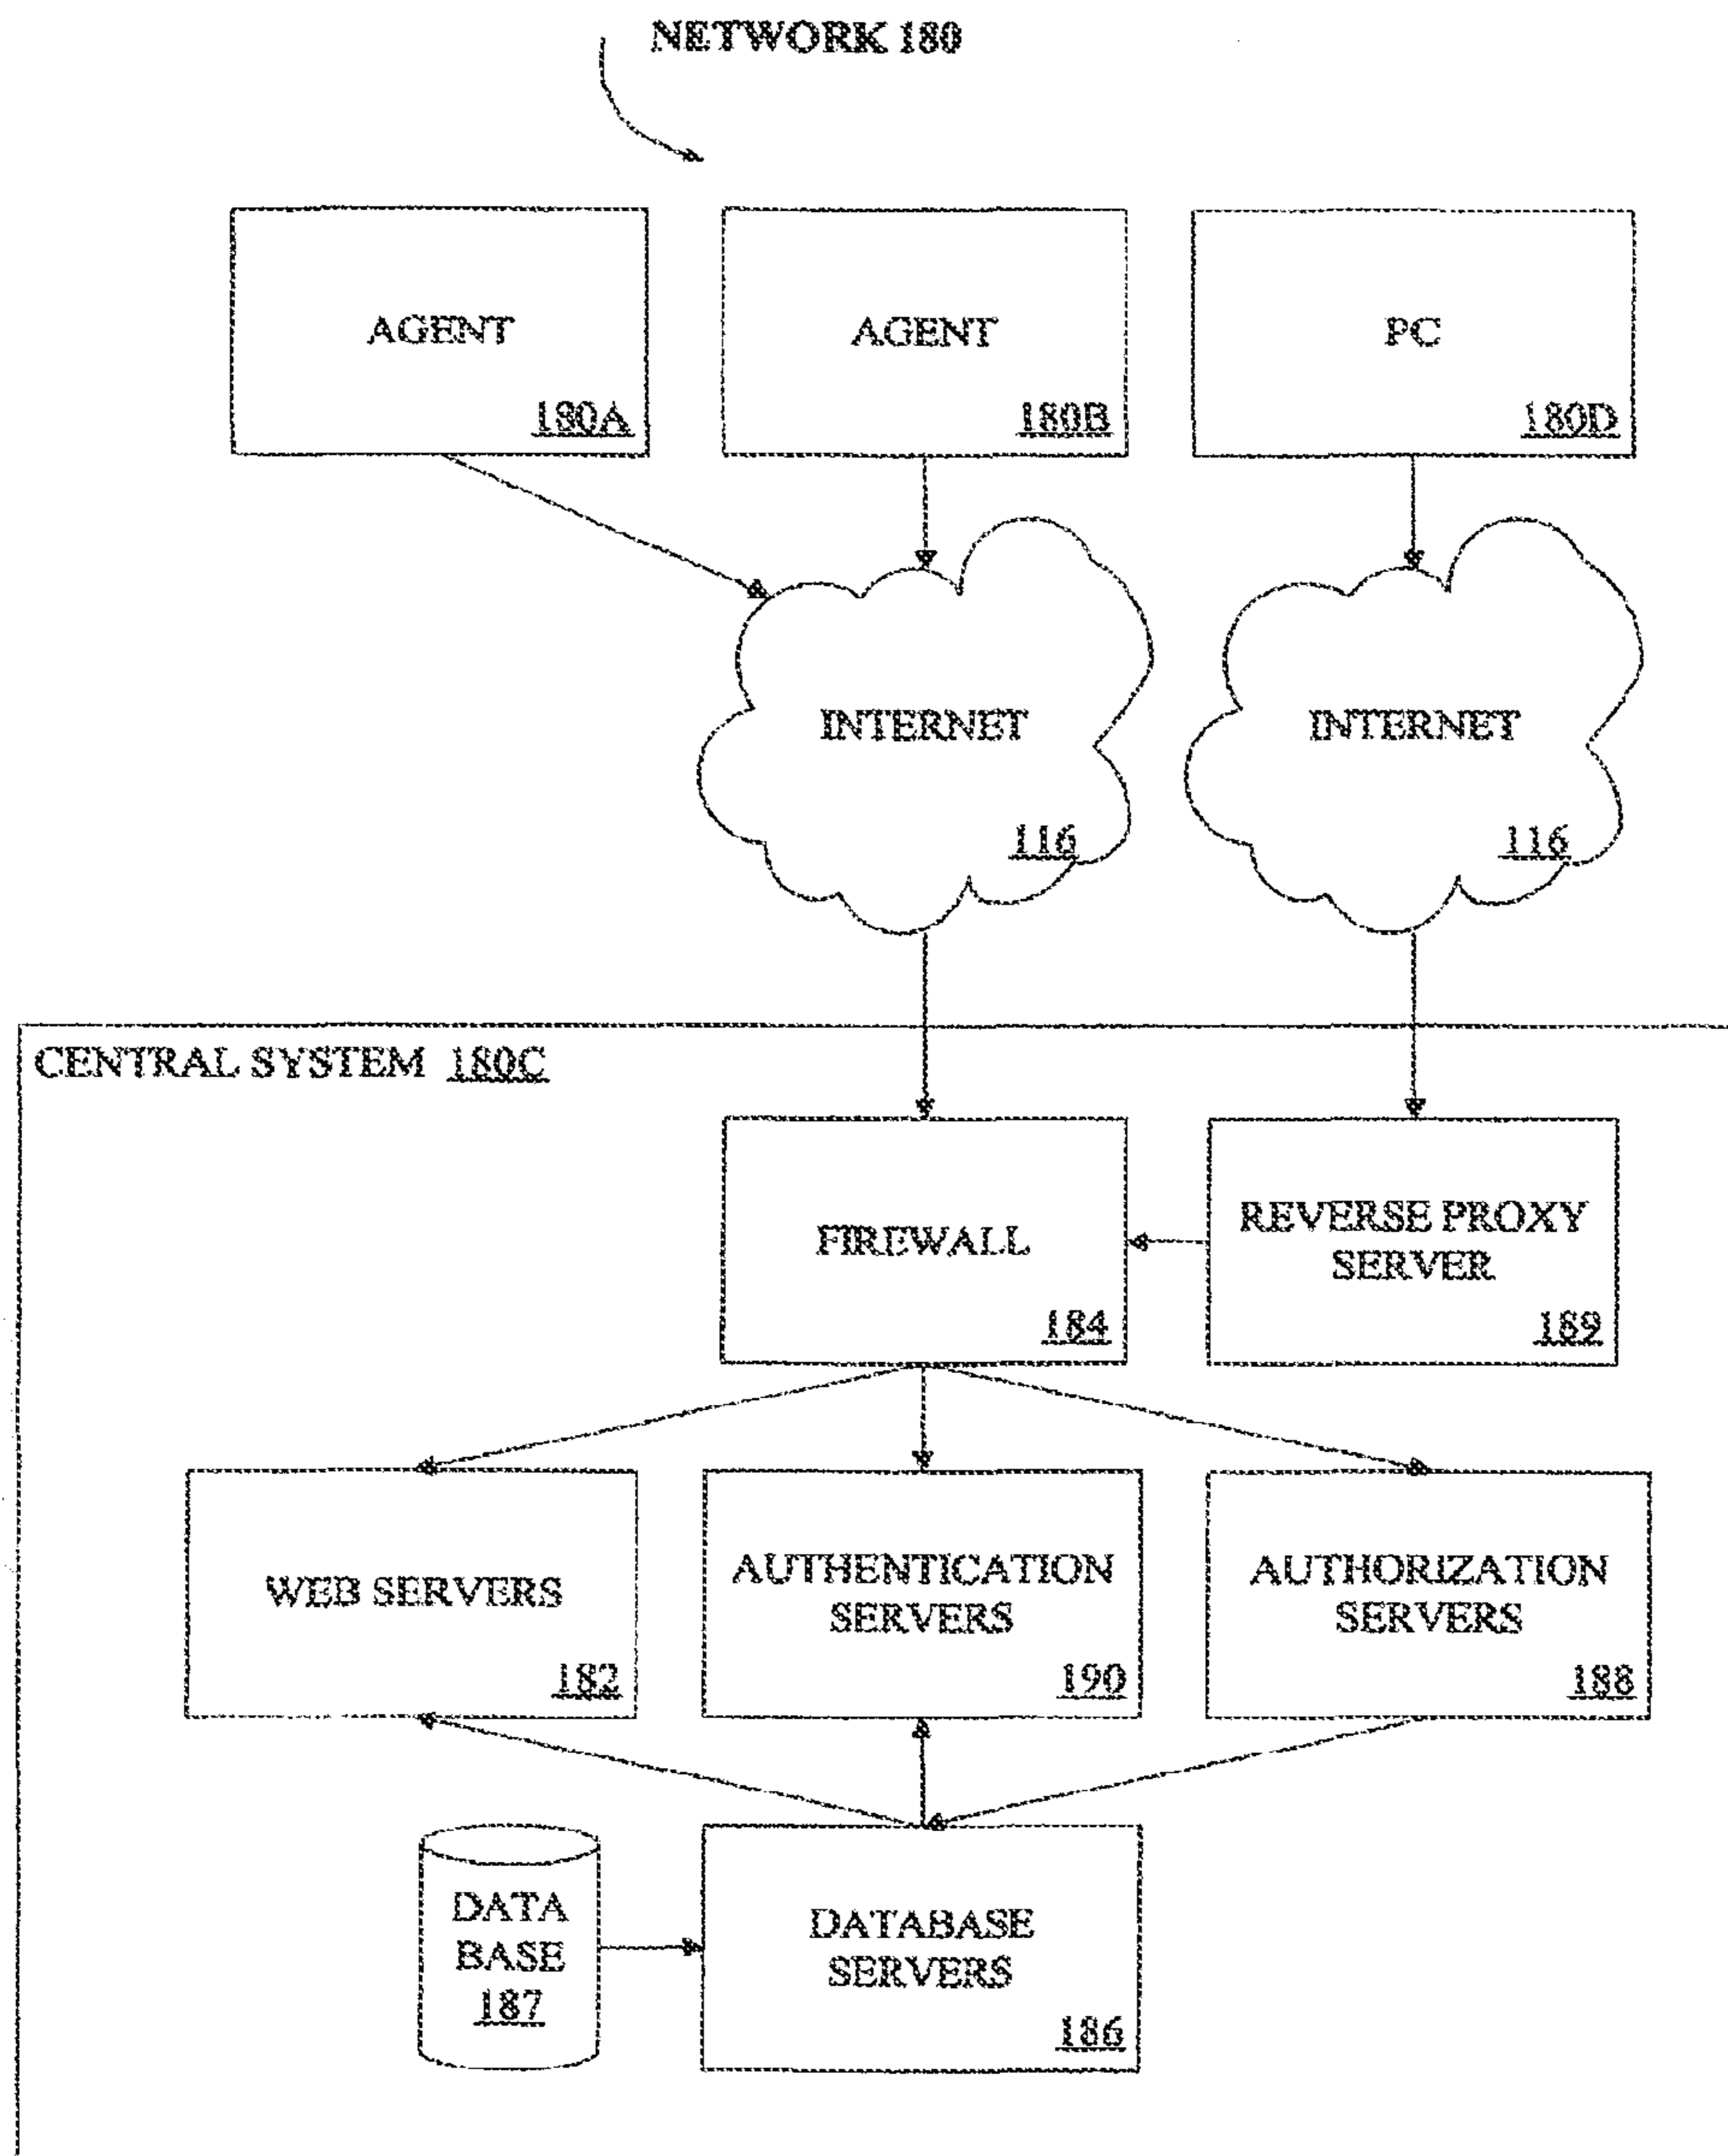 NETWORK 180
AGENT
180A
AGENT
180B
PC
180D
INTERNET
116
INTERNET
116
CENTRAL SYSTEM 180C
FIREWALL
184
REVERSE PROXY
SERVER
189
WEB SERVERS
182
AUTHENTICATION
SERVERS
190
AUTHORIZATION
SERVERS
188
DATA
BASE
187
DATABASE
SERVERS
186